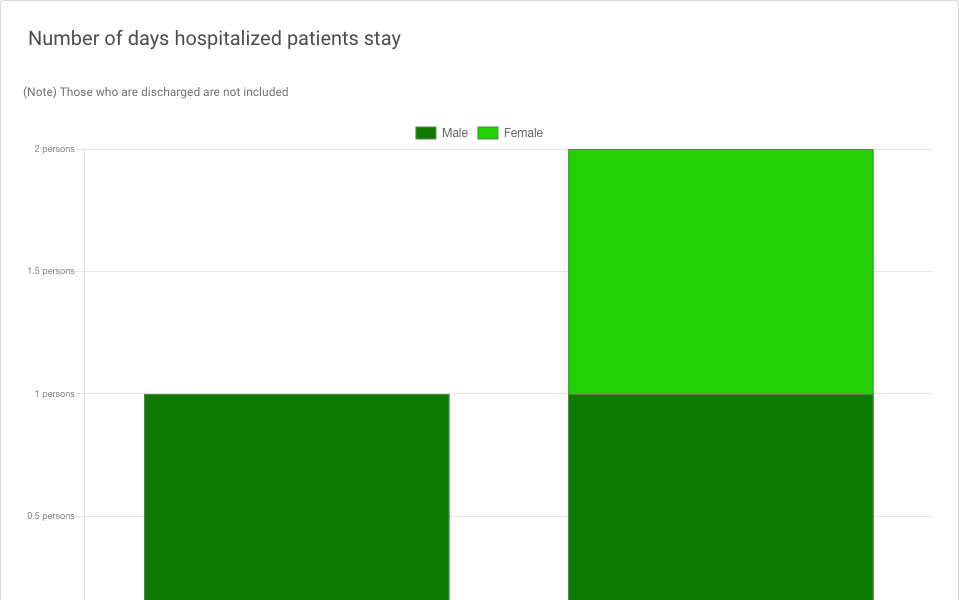 Number of days hospitalized patients stay
(Note) Those who are discharged are not included
Male Female
2 persons
1.5 persons
1 persons
0.5 persons